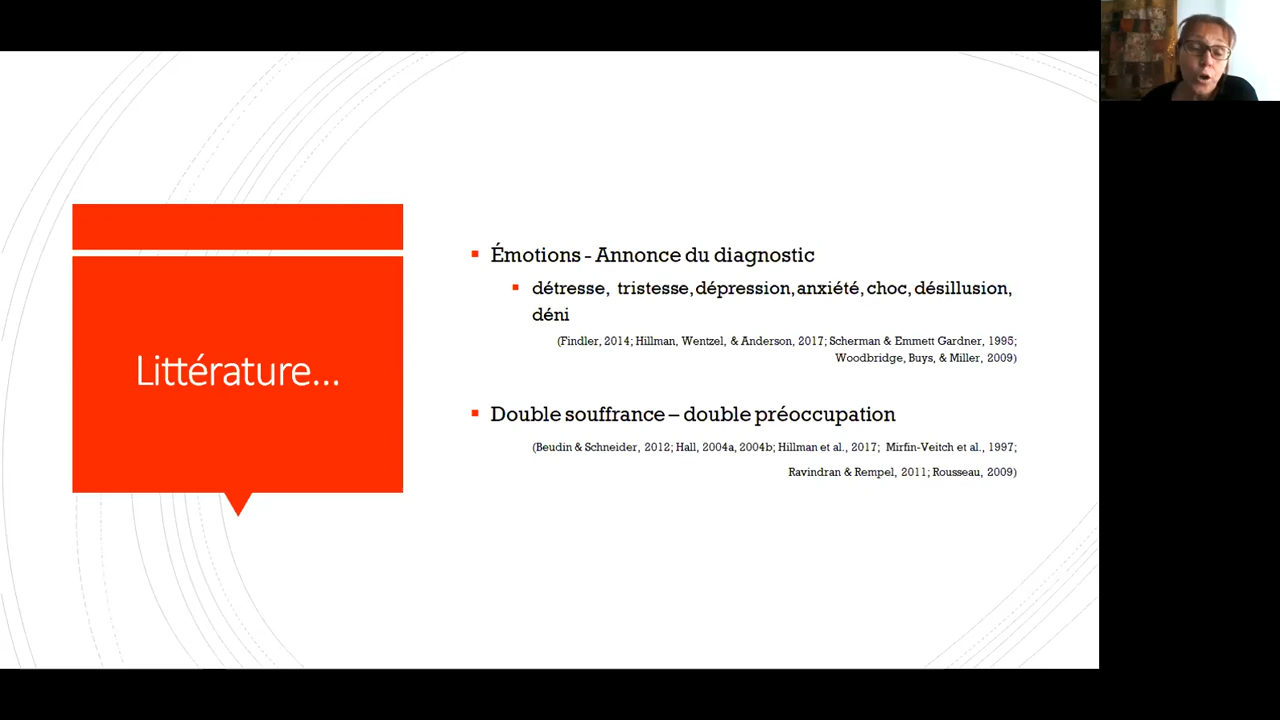 Littérature...
Émotions - Annonce du diagnostic
détresse, tristesse, dépression, anxiété, choc, désillusion,
déni
(Findler, 2014; Hillman, Wentzel, & Anderson, 2017; Scherman & Emmett Gardner, 1995;
Woodbridge, Buys, & Miller, 2009)
Double souffrance – double préoccupation
(Beudin & Schneider, 2012; Hall, 2004a, 2004b; Hillman et al., 2017; Mirfin-Veitch et al., 1997;
Ravindran & Rempel, 2011; Rousseau, 2009)